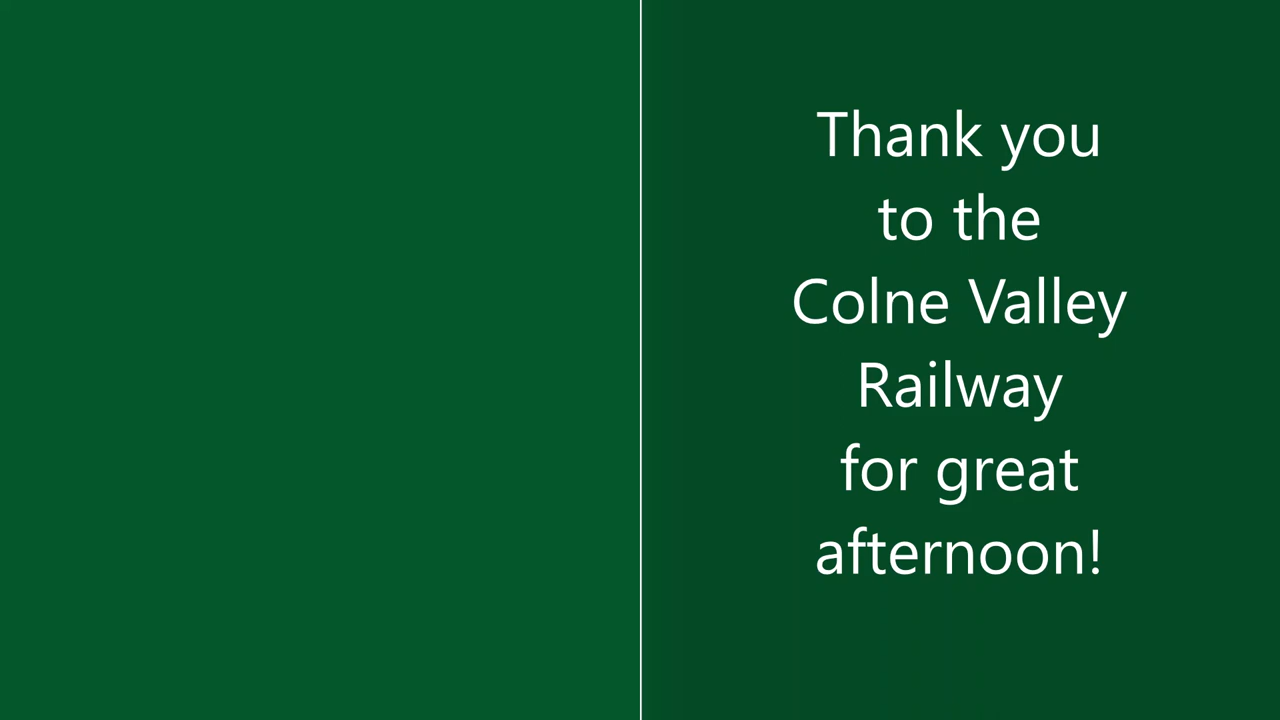 Thank you
to the
Colne Valley
Railway
for great
afternoon!